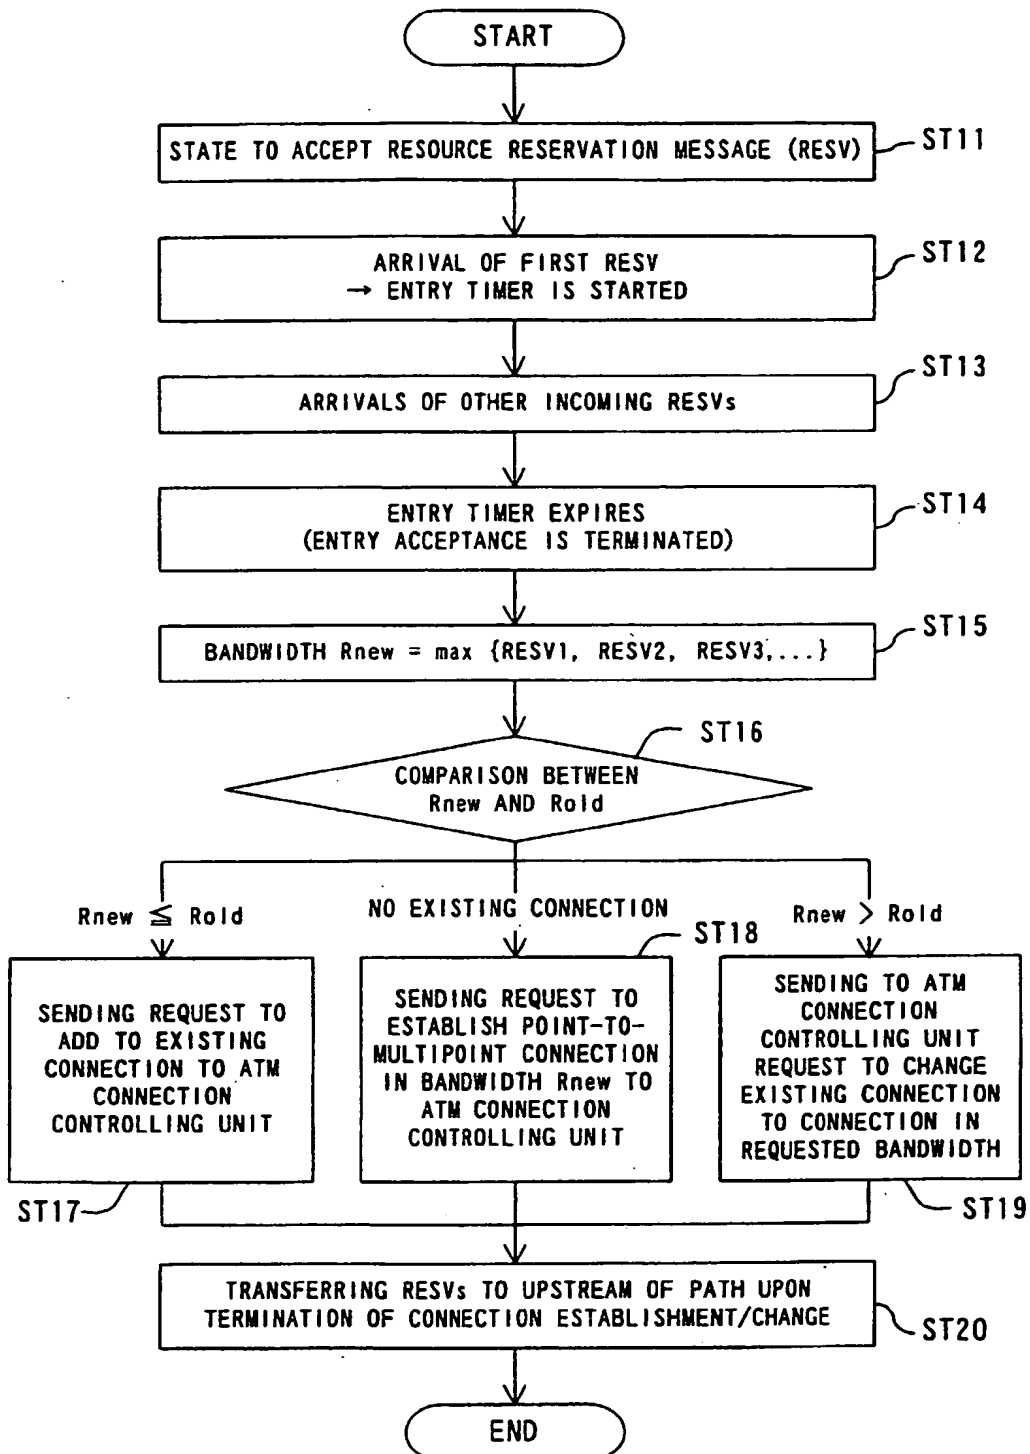 START
STATE TO ACCEPT RESOURCE RESERVATION MESSAGE (RESV)
ST11
ARRIVAL OF FIRST RESV
→ ENTRY TIMER IS STARTED
ST12
ARRIVALS OF OTHER INCOMING RESVs
ST13
ENTRY TIMER EXPIRES
(ENTRY ACCEPTANCE IS TERMINATED)
ST14
BANDWIDTH Rnew = max {RESV1, RESV2, RESV3,...}
ST15
ST16
COMPARISON BETWEEN
Rnew AND Rold
Rnew ≦ Rold
NO EXISTING CONNECTION
Rnew > Rold
SENDING REQUEST TO
ADD TO EXISTING
CONNECTION TO ATM
CONNECTION
CONTROLLING UNIT
ST17
ST18
SENDING REQUEST TO
ESTABLISH POINT-TO-
MULTIPOINT CONNECTION
IN BANDWIDTH Rnew TO
ATM CONNECTION
CONTROLLING UNIT
SENDING TO ATM
CONNECTION
CONTROLLING UNIT
REQUEST TO CHANGE
EXISTING CONNECTION
TO CONNECTION IN
REQUESTED BANDWIDTH
ST19
TRANSFERRING RESVs TO UPSTREAM OF PATH UPON
TERMINATION OF CONNECTION ESTABLISHMENT/CHANGE
ST20
END